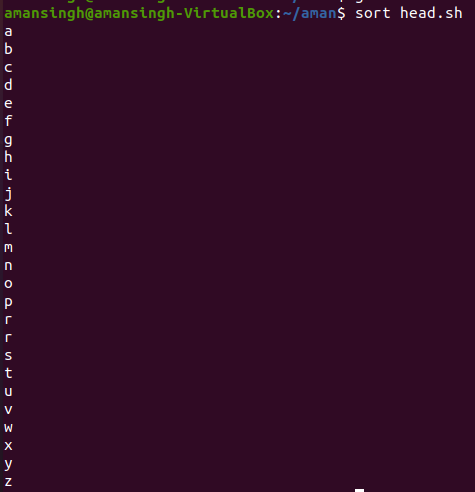 amansingh@amansingh-VirtualBox:~/aman$ sort head.sh
a
b
c
d
e
f
g
h
i
j
k
l
m
n
o
p
r
r
s
t
u
v
w
x
y
z